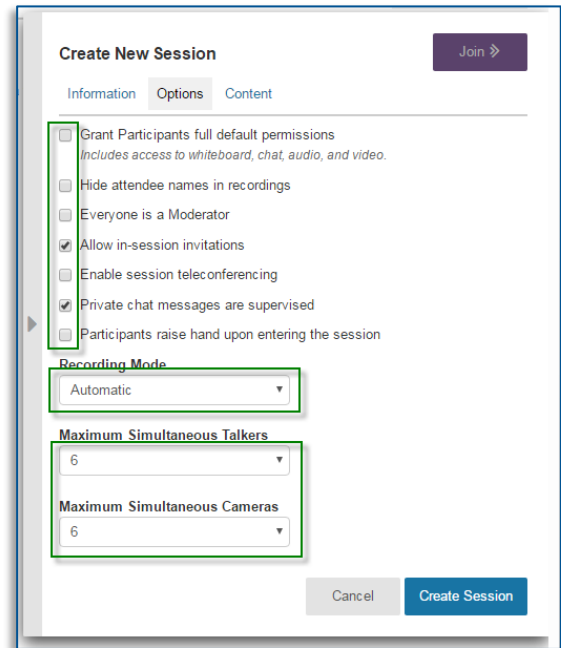 Create New Session
Join
Information Options Content
Grant Participants full default permissions
Includes access to whiteboard, chat, audio, and video.
Hide attendee names in recordings
Everyone is a Moderator
Allow in-session invitations
Enable session teleconferencing
Private chat messages are supervised
Participants raise hand upon entering the session
Recording Mode
Automatic
Maximum Simultaneous Talkers
6
Maximum Simultaneous Cameras
6
Cancel Create Session